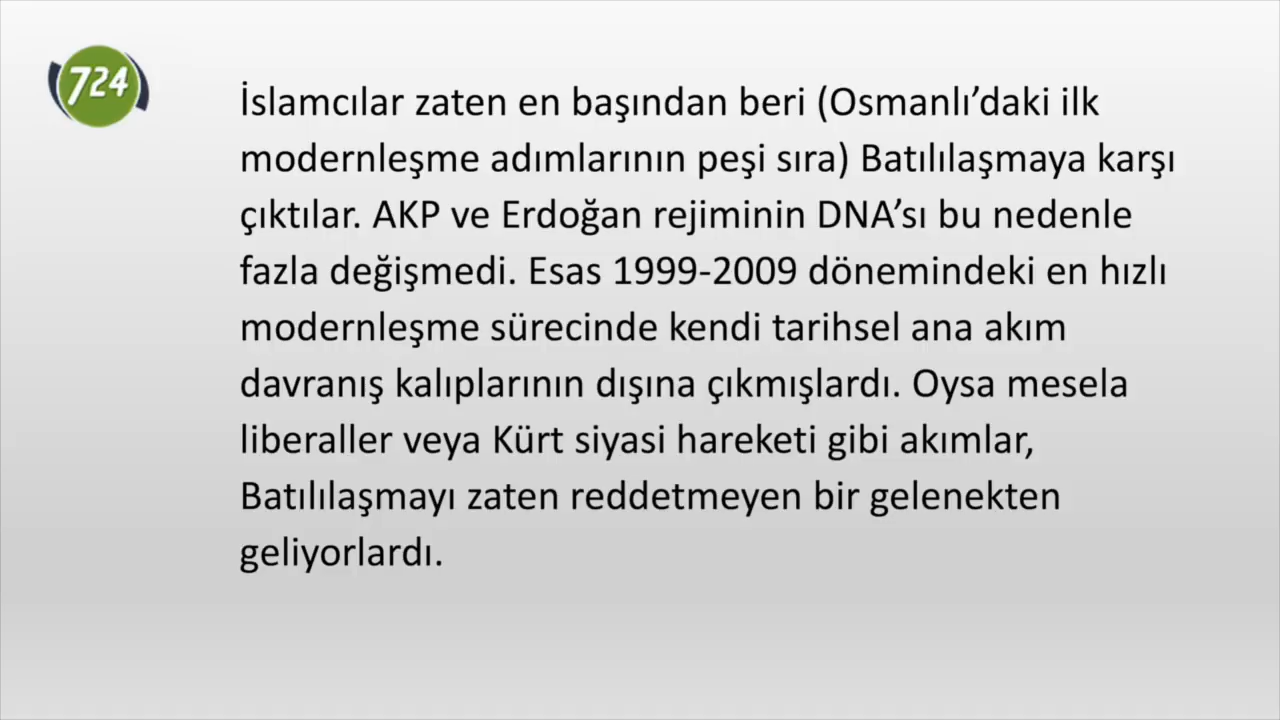 724
İslamcılar zaten en başından beri (Osmanlı’daki ilk
modernleşme adımlarının peşi sıra) Batılılaşmaya karşı
çıktılar. AKP ve Erdoğan rejiminin DNA’sı bu nedenle
fazla değişmedi. Esas 1999-2009 dönemindeki en hızlı
modernleşme sürecinde kendi tarihsel ana akım
davranış kalıplarının dışına çıkmışlardı. Oysa mesela
liberaller veya Kürt siyasi hareketi gibi akımlar,
Batılılaşmayı zaten reddetmeyen bir gelenekten
geliyorlardı.